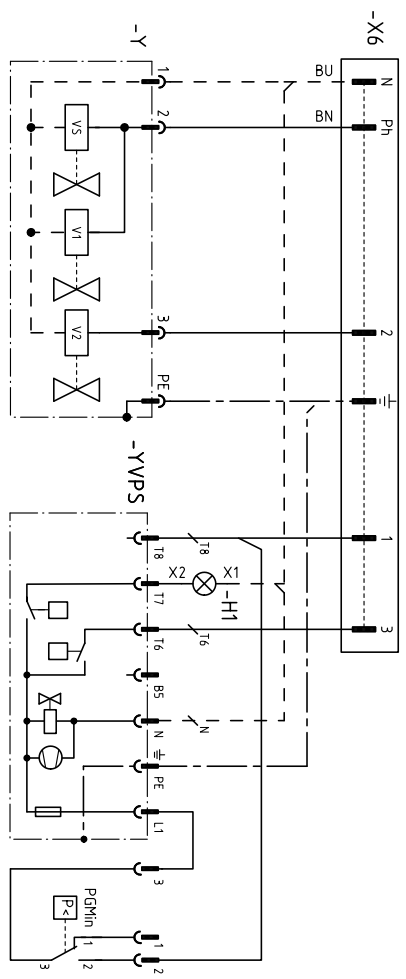 -X6
N
Ph
2
1
3
BU
BN
-Y
1
2
3
PE
VS
V1
V2
-YVPS
T8
T7
T6
B5
N
PE
L1
T8
T6
N
X2
X1
-H1
3
1
2
PGMin
P<
1
2
3